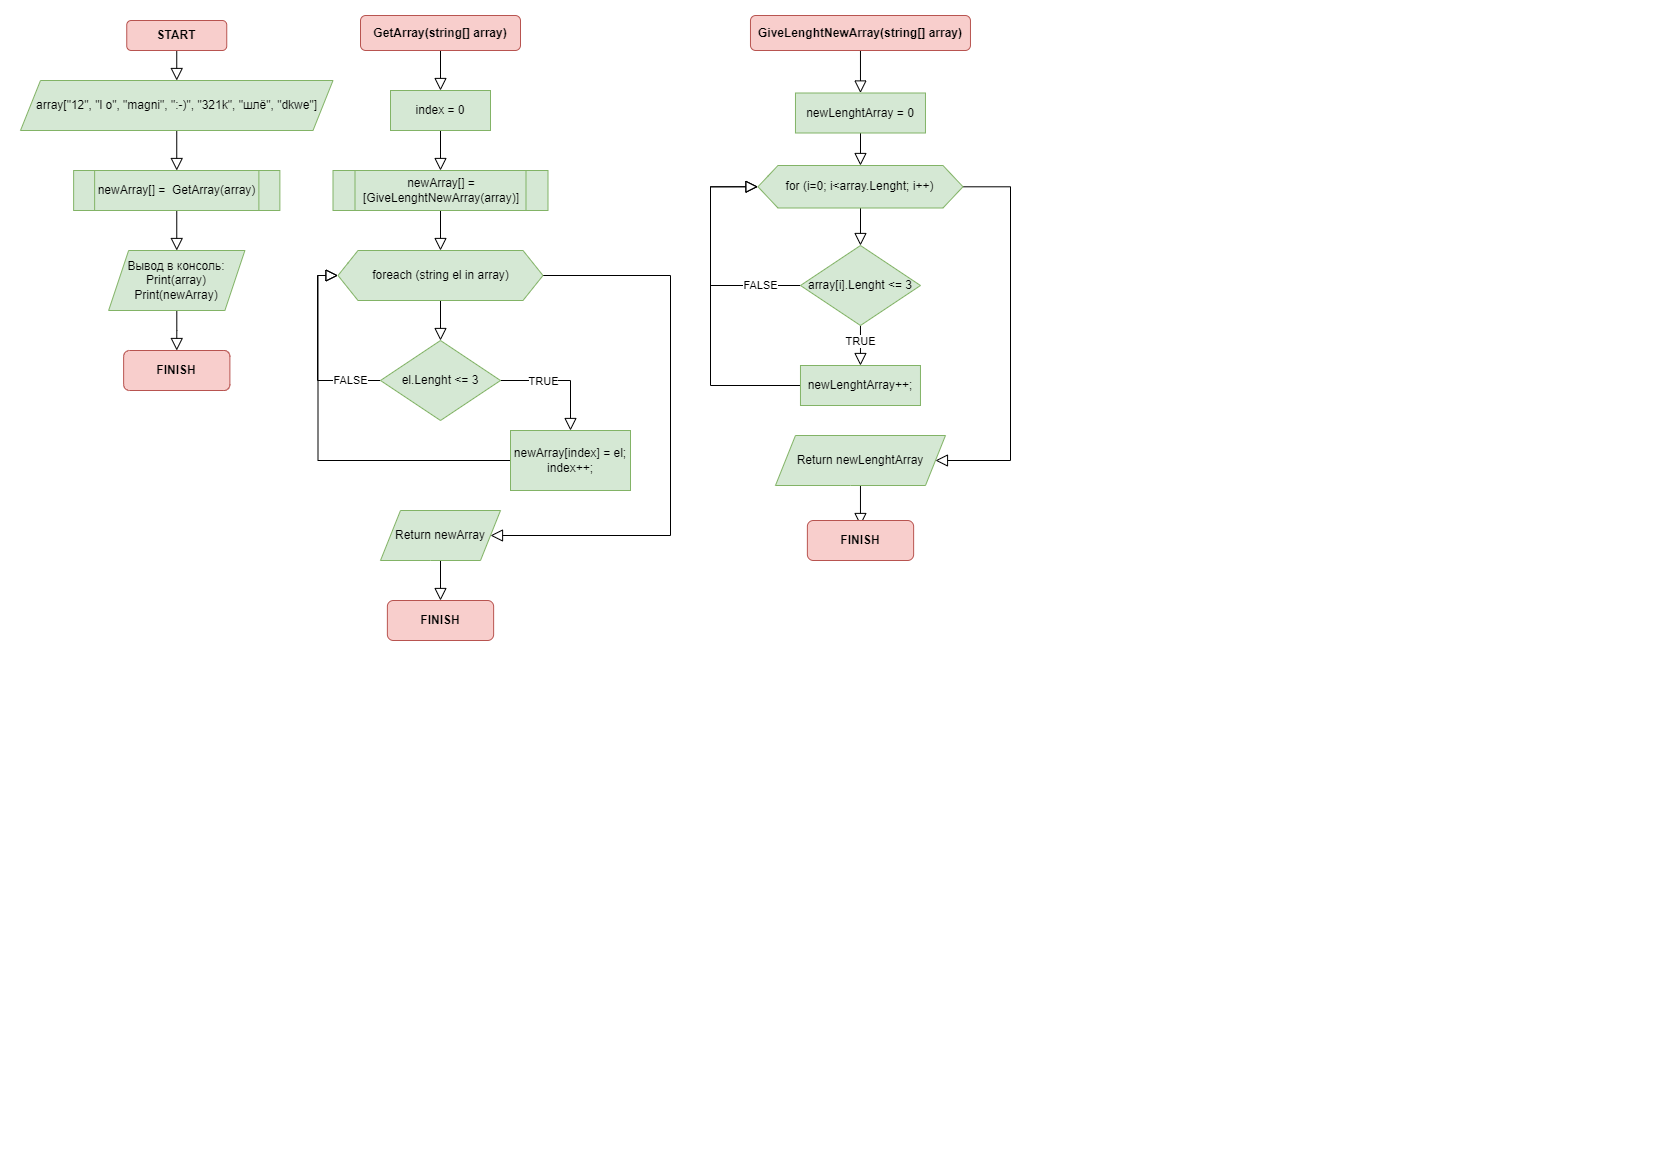 START
array["12", "l o", "magni", ":-)", "321k", "шлё", "dkwe"]
newArray[] =  GetArray(array)
Вывод в консоль:
Print(array)
Print(newArray)
FINISH
GetArray(string[] array)
index = 0
newArray[] =
[GiveLenghtNewArray(array)]
foreach (string el in array)
el.Lenght <= 3
FALSE
TRUE
newArray[index] = el;
index++;
Return newArray
FINISH
GiveLenghtNewArray(string[] array)
newLenghtArray = 0
for (i=0; i<array.Lenght; i++)
array[i].Lenght <= 3
FALSE
TRUE
newLenghtArray++;
Return newLenghtArray
FINISH